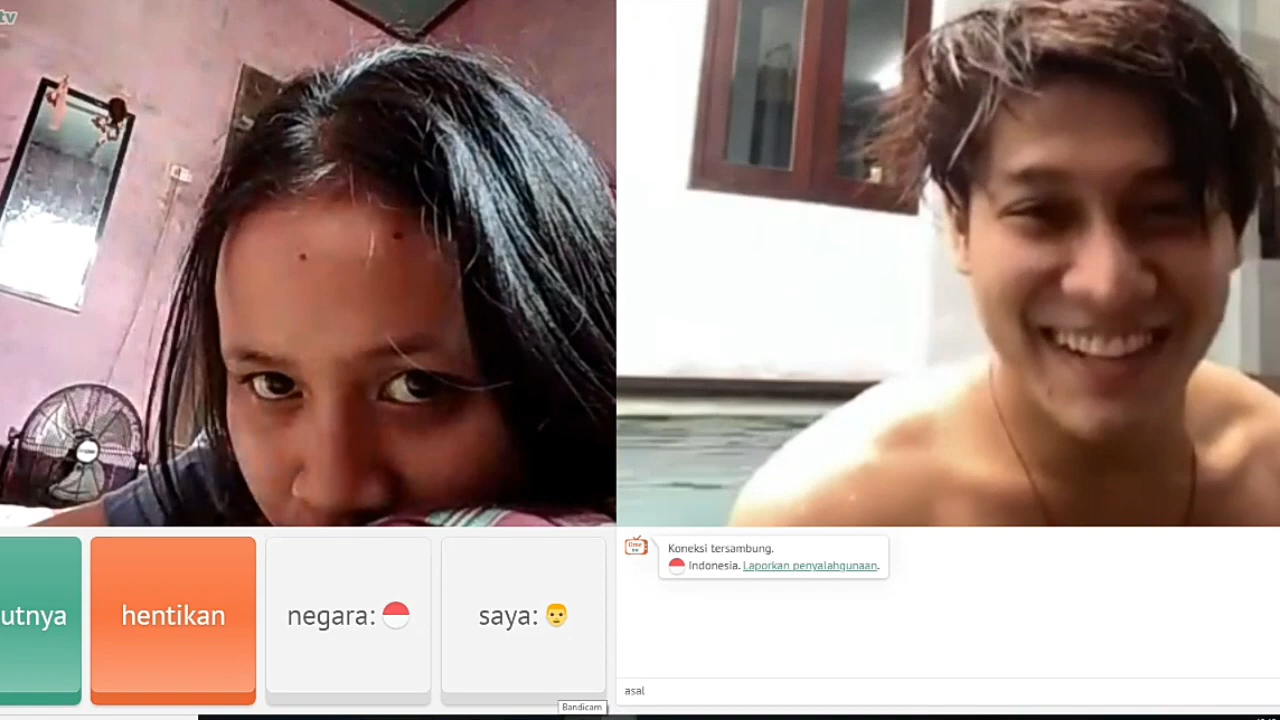 tv
utnya
hentikan
negara:
saya:
Bandicam
Koneksi tersambung.
Indonesia. Laporkan penyalahgunaan.
asal